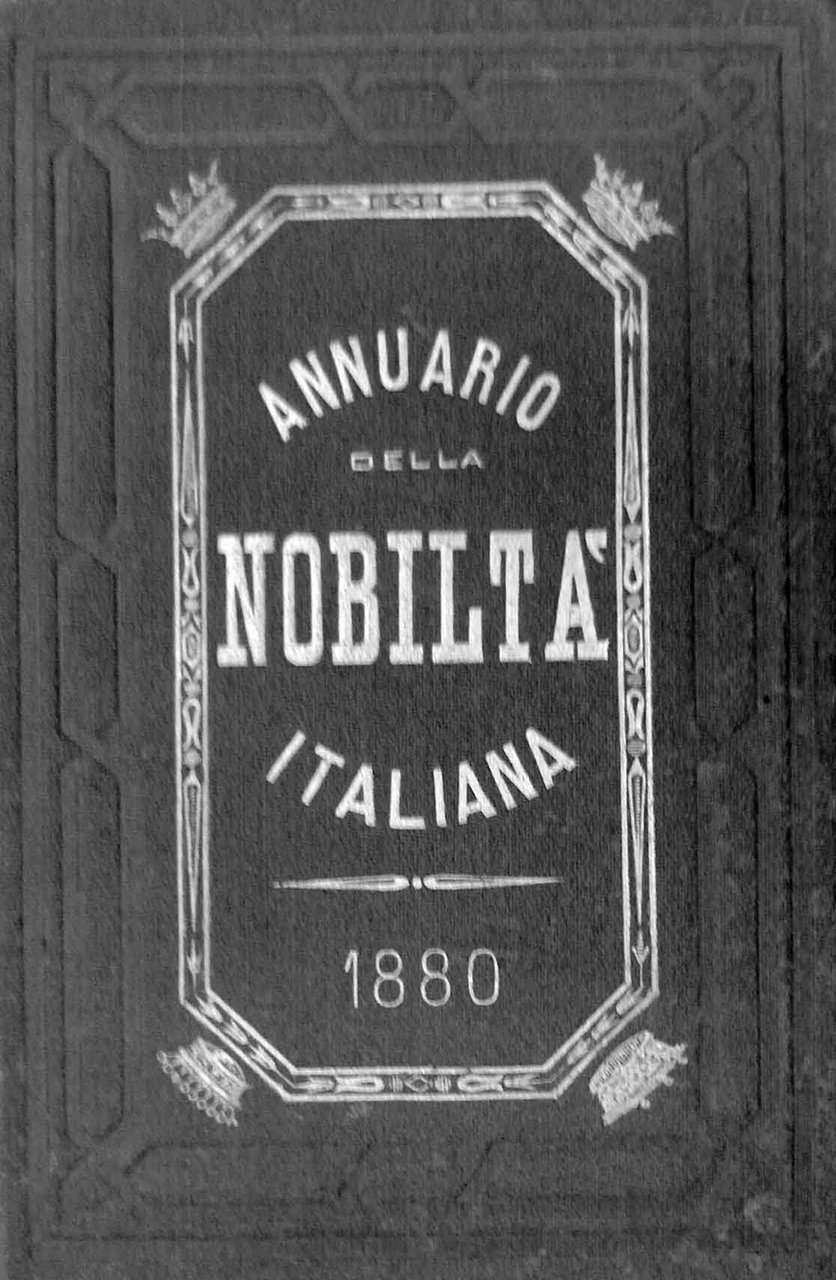 ANNUARIO
DELLA
NOBILTA'
ITALIANA
1880